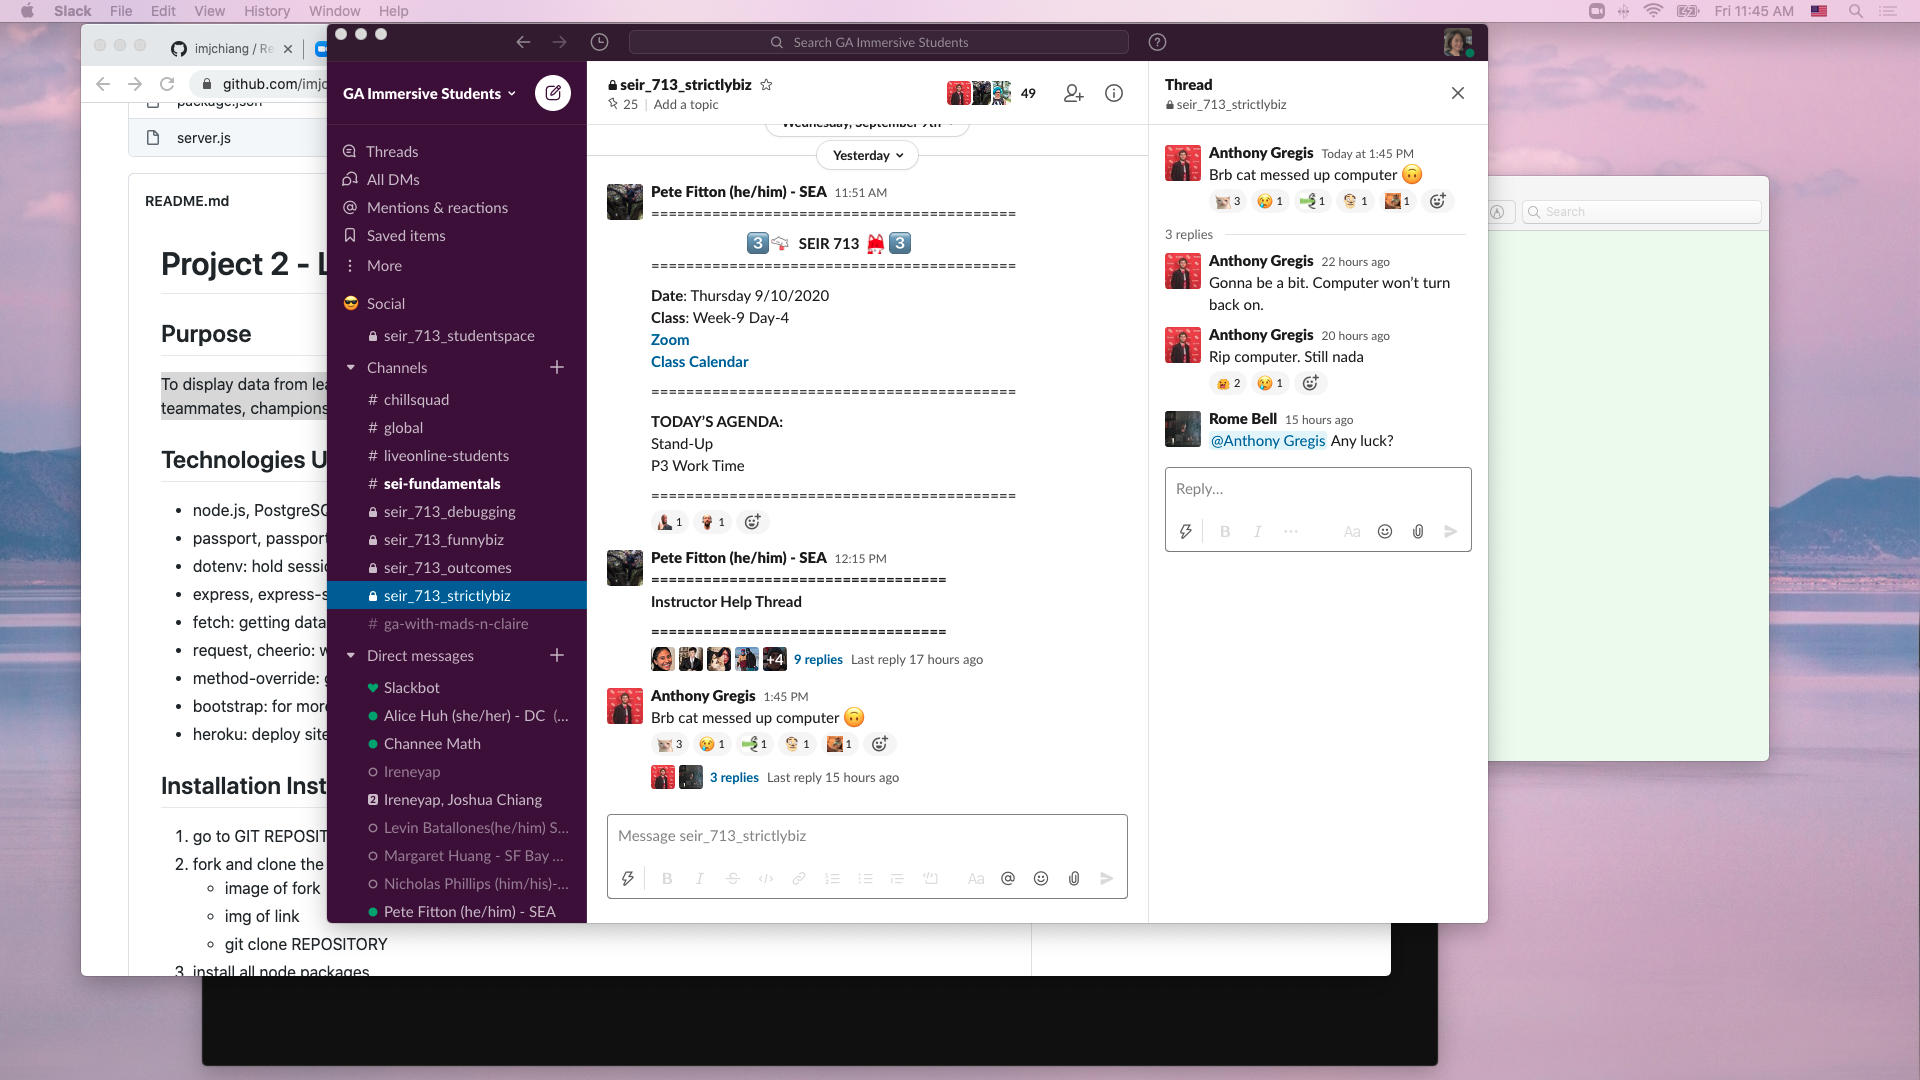 Slack File Edit View History Window Help
Fri 11:45 AM
imjchiang / Re
github.com/imjc
package.json
server.js
README.md
Project 2 - L
Purpose
To display data from lea
teammates, champions
Technologies U
node.js, PostgreSQ
passport, passport
dotenv: hold sessi
express, express-s
fetch: getting data
request, cheerio: w
method-override: g
bootstrap: for more
heroku: deploy site
Installation Inst
1. go to GIT REPOSIT
2. fork and clone the
image of fork
img of link
git clone REPOSITORY
3. install all node packages
Search GA Immersive Students
GA Immersive Students
Threads
All DMs
Mentions & reactions
Saved items
More
Social
seir_713_studentspace
Channels
# chillsquad
# global
# liveonline-students
# sei-fundamentals
seir_713_debugging
seir_713_funnybiz
seir_713_outcomes
seir_713_strictlybiz
# ga-with-mads-n-claire
Direct messages
Slackbot
Alice Huh (she/her) - DC (...
Channee Math
Ireneyap
2 Ireneyap, Joshua Chiang
Levin Batallones(he/him) S...
Margaret Huang - SF Bay ...
Nicholas Phillips (him/his)-...
Pete Fitton (he/him) - SEA
seir_713_strictlybiz
25 | Add a topic
49
Wednesday, September 9th
Yesterday
Pete Fitton (he/him) - SEA 11:51 AM
==========================================
3 SEIR 713 3
==========================================
Date: Thursday 9/10/2020
Class: Week-9 Day-4
Zoom
Class Calendar
==========================================
TODAY’S AGENDA:
Stand-Up
P3 Work Time
==========================================
1 1
Pete Fitton (he/him) - SEA 12:15 PM
==================================
Instructor Help Thread
==================================
+4 9 replies Last reply 17 hours ago
Anthony Gregis 1:45 PM
Brb cat messed up computer
3 1 1 1 1
3 replies Last reply 15 hours ago
Message seir_713_strictlybiz
B I Aa @
Thread
seir_713_strictlybiz
Anthony Gregis Today at 1:45 PM
Brb cat messed up computer
3 1 1 1 1
3 replies
Anthony Gregis 22 hours ago
Gonna be a bit. Computer won’t turn
back on.
Anthony Gregis 20 hours ago
Rip computer. Still nada
2 1
Rome Bell 15 hours ago
@Anthony Gregis Any luck?
Reply...
B I Aa
Search